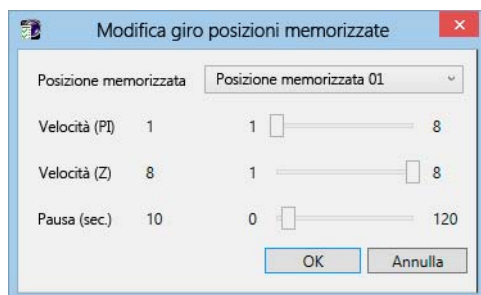 Modifica giro posizioni memorizzate
Posizione memorizzata Posizione memorizzata 01
Velocità (PI) 1 1 8
Velocità (Z) 8 1 8
Pausa (sec.) 10 0 120
OK Annulla